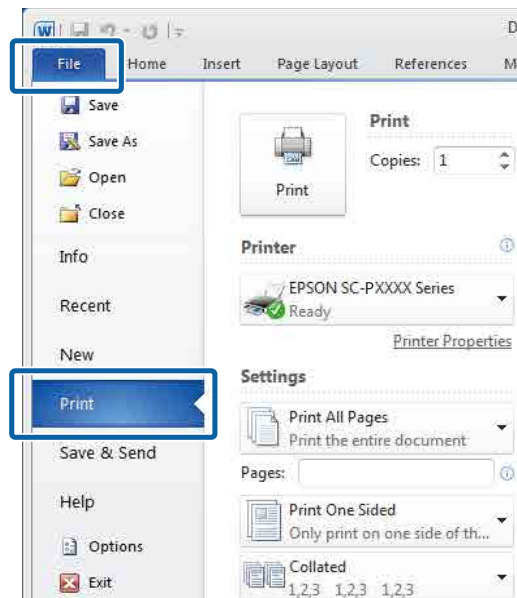 W
D
File Home Insert Page Layout References M
Save
Save As
Open
Close
Info
Recent
New
Print
Save & Send
Help
Options
Exit
Print
Print
Copies: 1
Printer
EPSON SC-PXXXX Series
Ready
Printer Properties
Settings
Print All Pages
Print the entire document
Pages:
Print One Sided
Only print on one side of th...
Collated
1,2,3 1,2,3 1,2,3